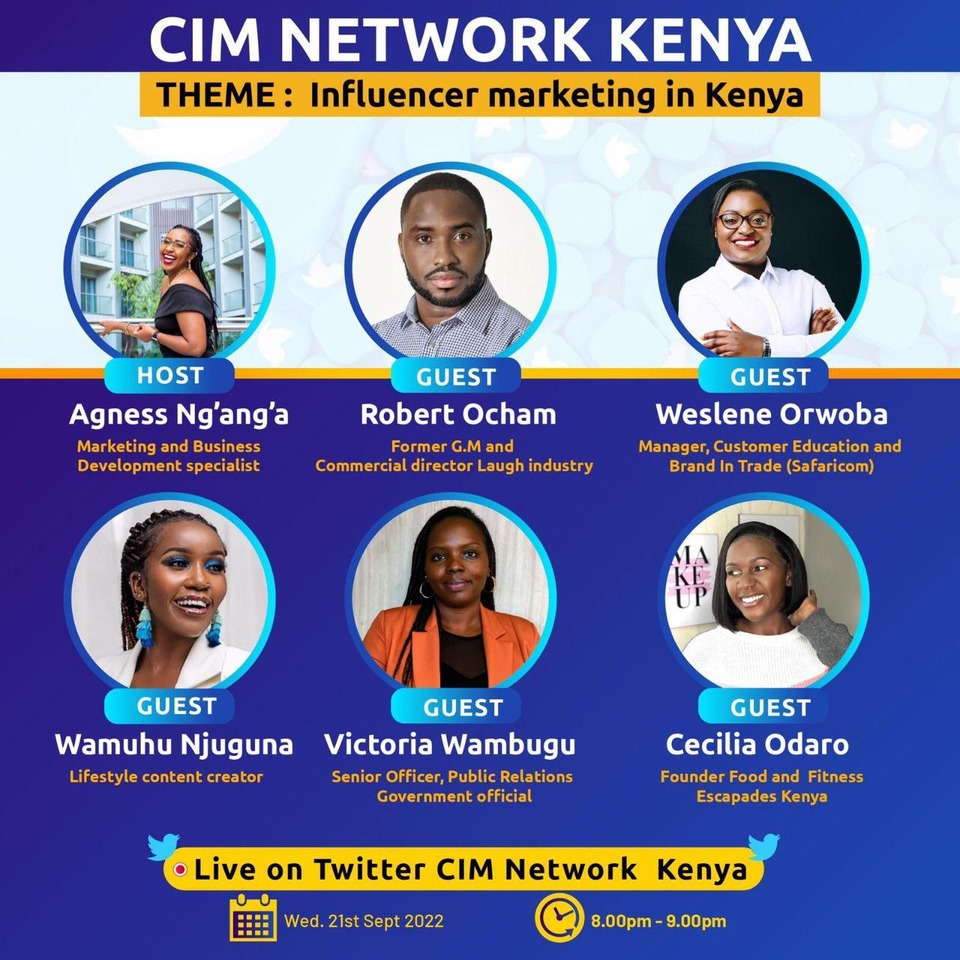 CIM NETWORK KENYA
THEME : Influencer marketing in Kenya
HOST
GUEST
GUEST
Agness Ng’ang’a
Marketing and Business
Development specialist
Robert Ocham
Former G.M and
Commercial director Laugh industry
Weslene Orwoba
Manager, Customer Education and
Brand In Trade (Safaricom)
MA
KE
UP
GUEST
GUEST
GUEST
Wamuhu Njuguna
Lifestyle content creator
Victoria Wambugu
Senior Officer, Public Relations
Government official
Cecilia Odaro
Founder Food and Fitness
Escapades Kenya
Live on Twitter CIM Network Kenya
Wed. 21st Sept 2022
8.00pm - 9.00pm